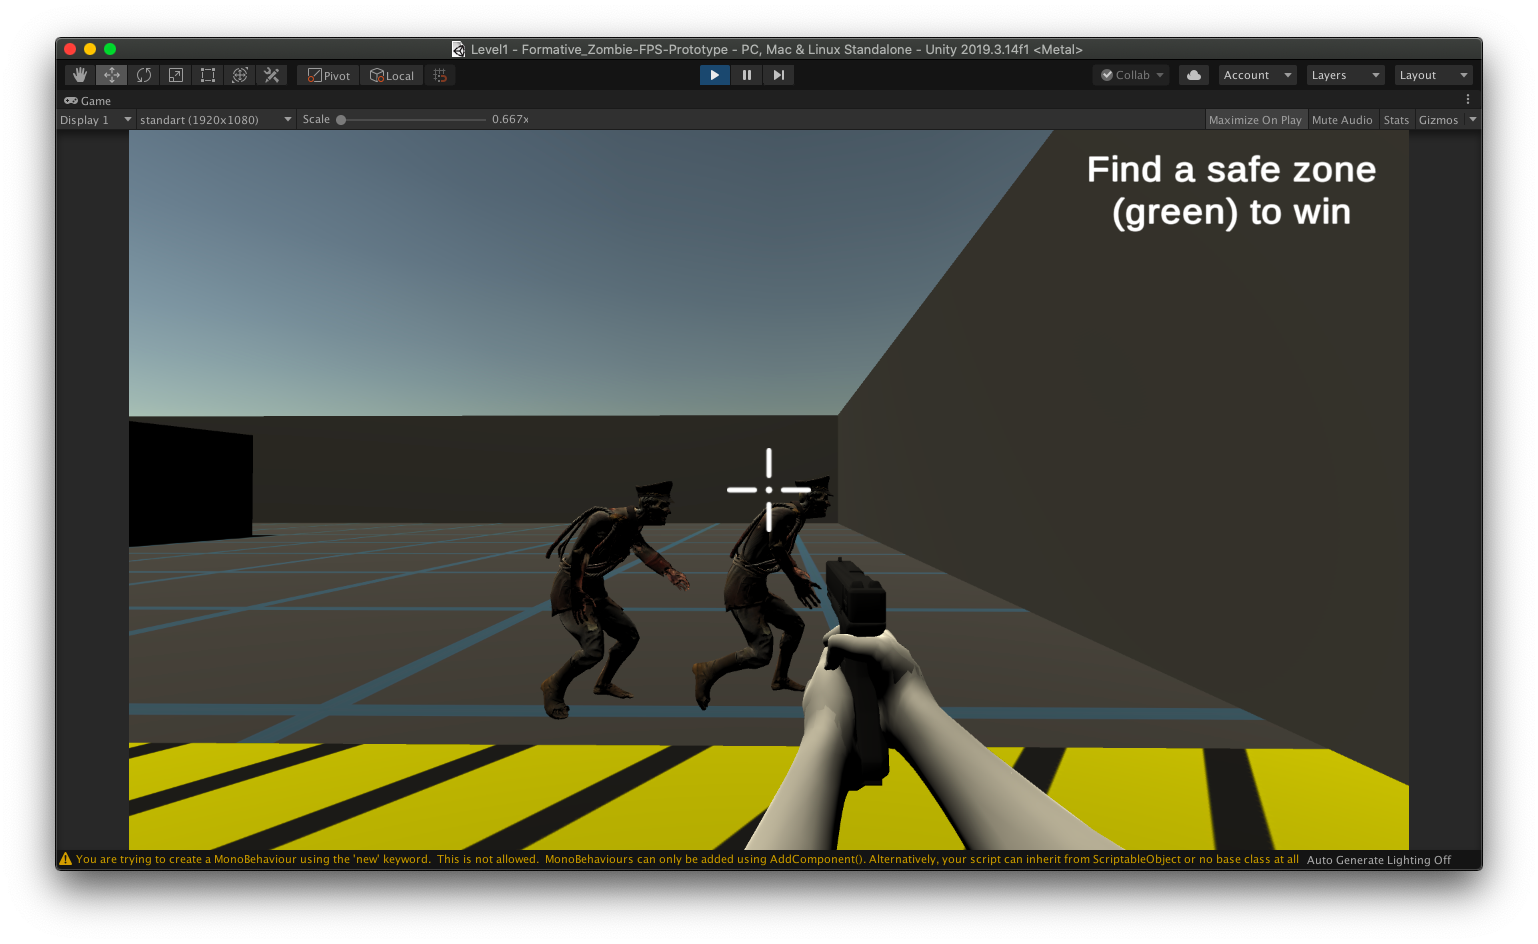 Level1 - Formative_Zombie-FPS-Prototype - PC, Mac & Linux Standalone - Unity 2019.3.14f1 <Metal>
Pivot Local Collab Account Layers Layout
Game
Display 1 standart (1920x1080) Scale 0.667x Maximize On Play Mute Audio Stats Gizmos
Find a safe zone
(green) to win
You are trying to create a MonoBehaviour using the 'new' keyword.  This is not allowed.  MonoBehaviours can only be added using AddComponent(). Alternatively, your script can inherit from ScriptableObject or no base class at all Auto Generate Lighting Off